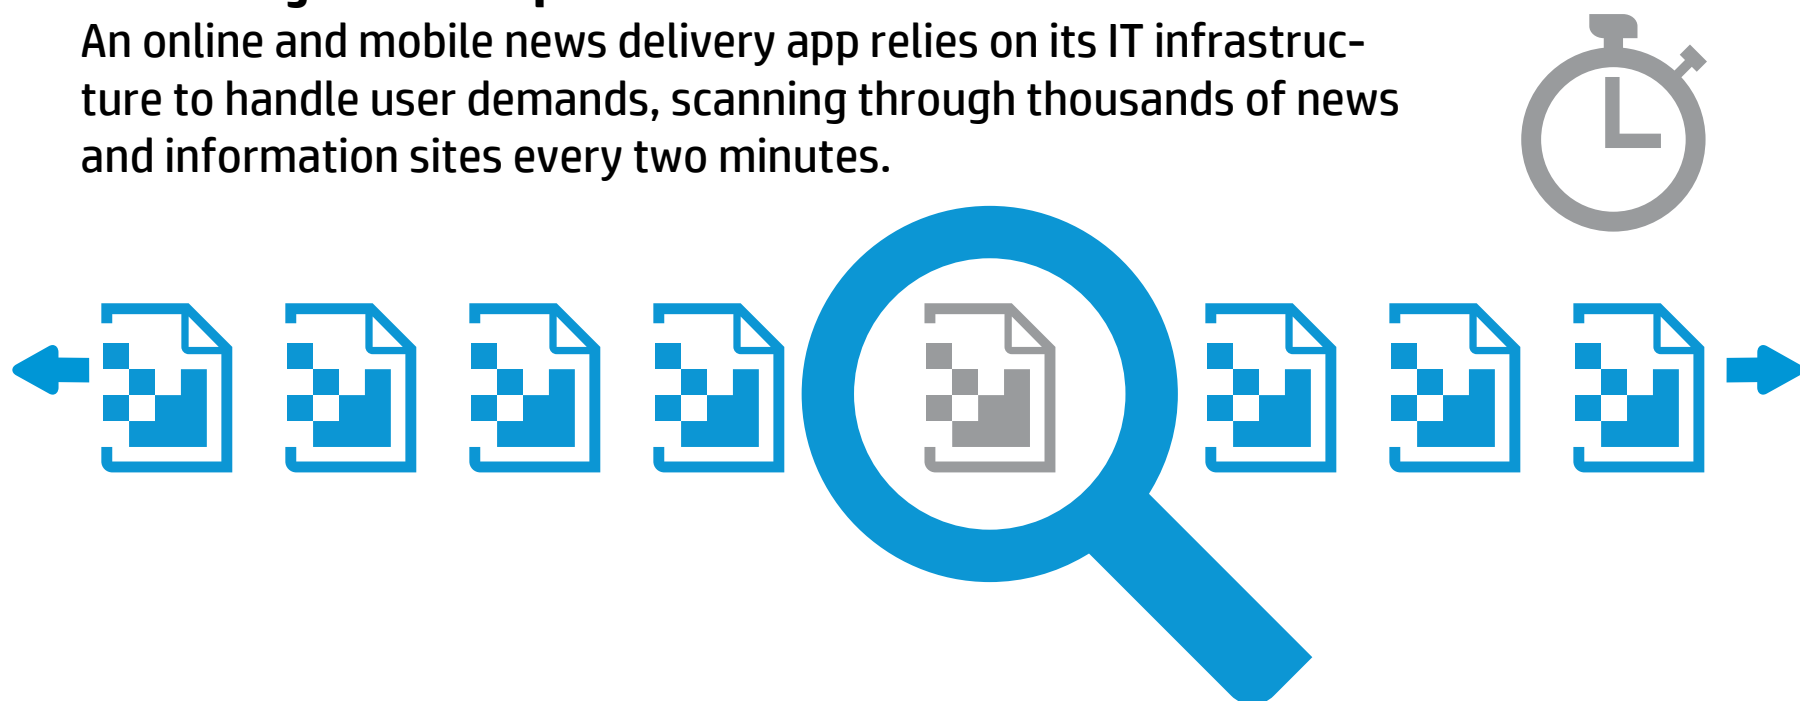 An online and mobile news delivery app relies on its IT infrastruc-
ture to handle user demands, scanning through thousands of news
and information sites every two minutes.